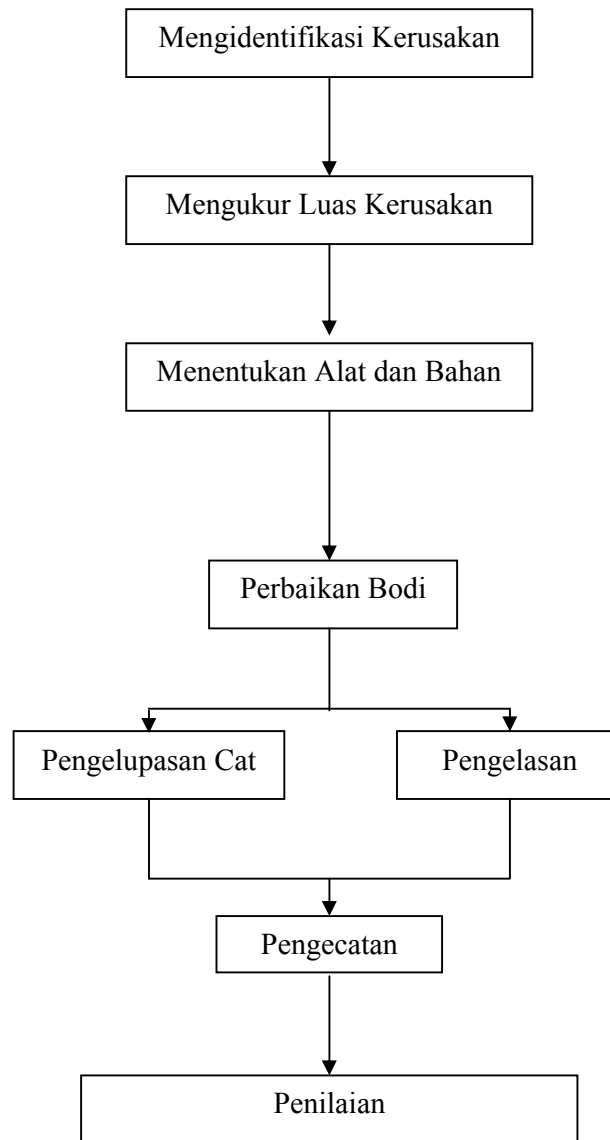 Mengidentifikasi Kerusakan
Mengukur Luas Kerusakan
Menentukan Alat dan Bahan
Perbaikan Bodi
Pengelupasan Cat
Pengelasan
Pengecatan
Penilaian